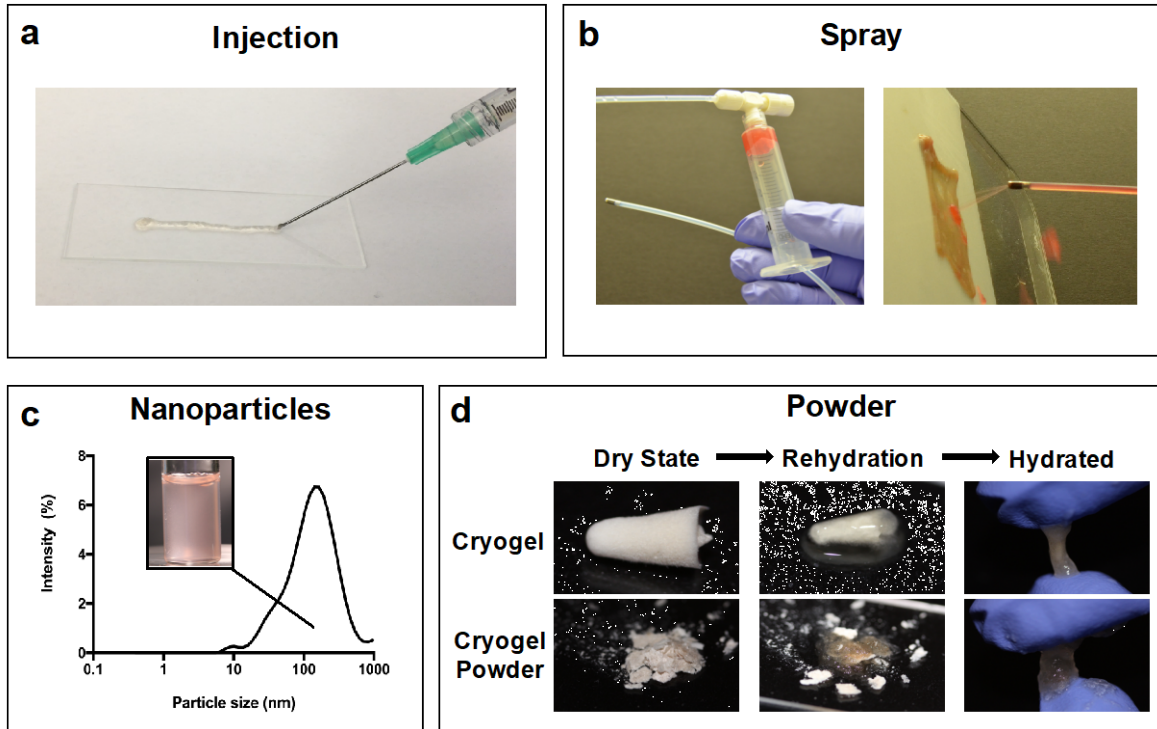 a
Injection
b
Spray
c
Nanoparticles
8
6
4
2
0
0.1 1 10 100 1000
Intensity (%)
Particle size (nm)
d
Powder
Dry State Rehydration Hydrated
Cryogel
Cryogel
Powder